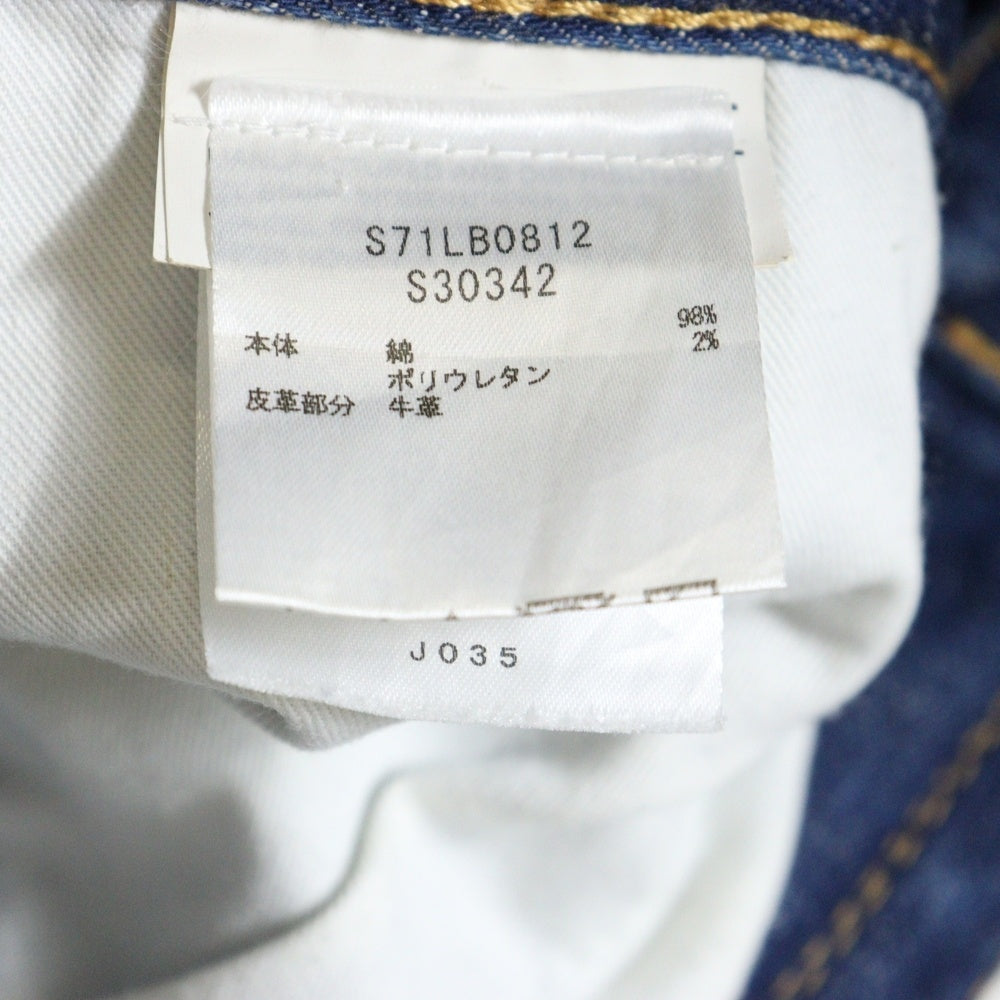 S71LB0812
S30342
98%
本体 綿 2%
ポリウレタン
皮革部分 牛革
J035